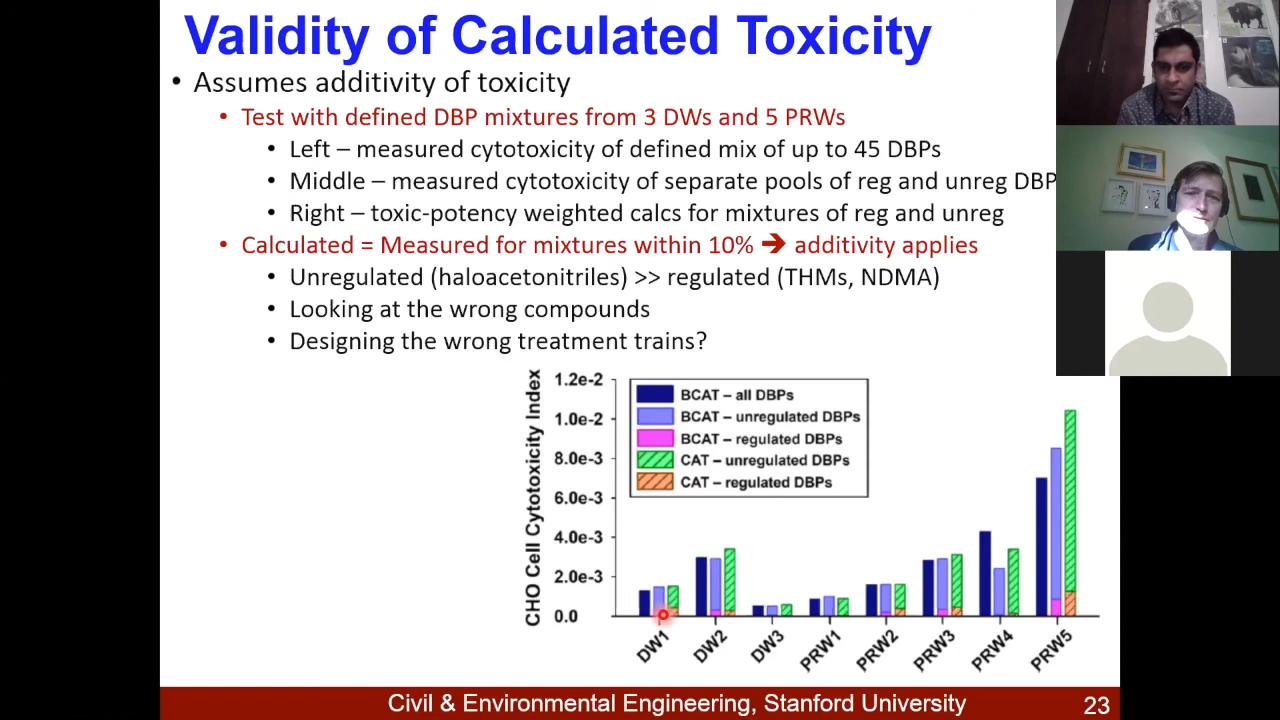 Validity of Calculated Toxicity
• Assumes additivity of toxicity
• Test with defined DBP mixtures from 3 DWs and 5 PRWs
• Left – measured cytotoxicity of defined mix of up to 45 DBPs
• Middle – measured cytotoxicity of separate pools of reg and unreg DBP
• Right – toxic-potency weighted calcs for mixtures of reg and unreg
• Calculated = Measured for mixtures within 10% ➔ additivity applies
• Unregulated (haloacetonitriles) >> regulated (THMs, NDMA)
• Looking at the wrong compounds
• Designing the wrong treatment trains?
CHO Cell Cytotoxicity Index
1.2e-2
1.0e-2
8.0e-3
6.0e-3
4.0e-3
2.0e-3
0.0
BCAT – all DBPs
BCAT – unregulated DBPs
BCAT – regulated DBPs
CAT – unregulated DBPs
CAT – regulated DBPs
DW1
DW2
DW3
PRW1
PRW2
PRW3
PRW4
PRW5
Civil & Environmental Engineering, Stanford University
23